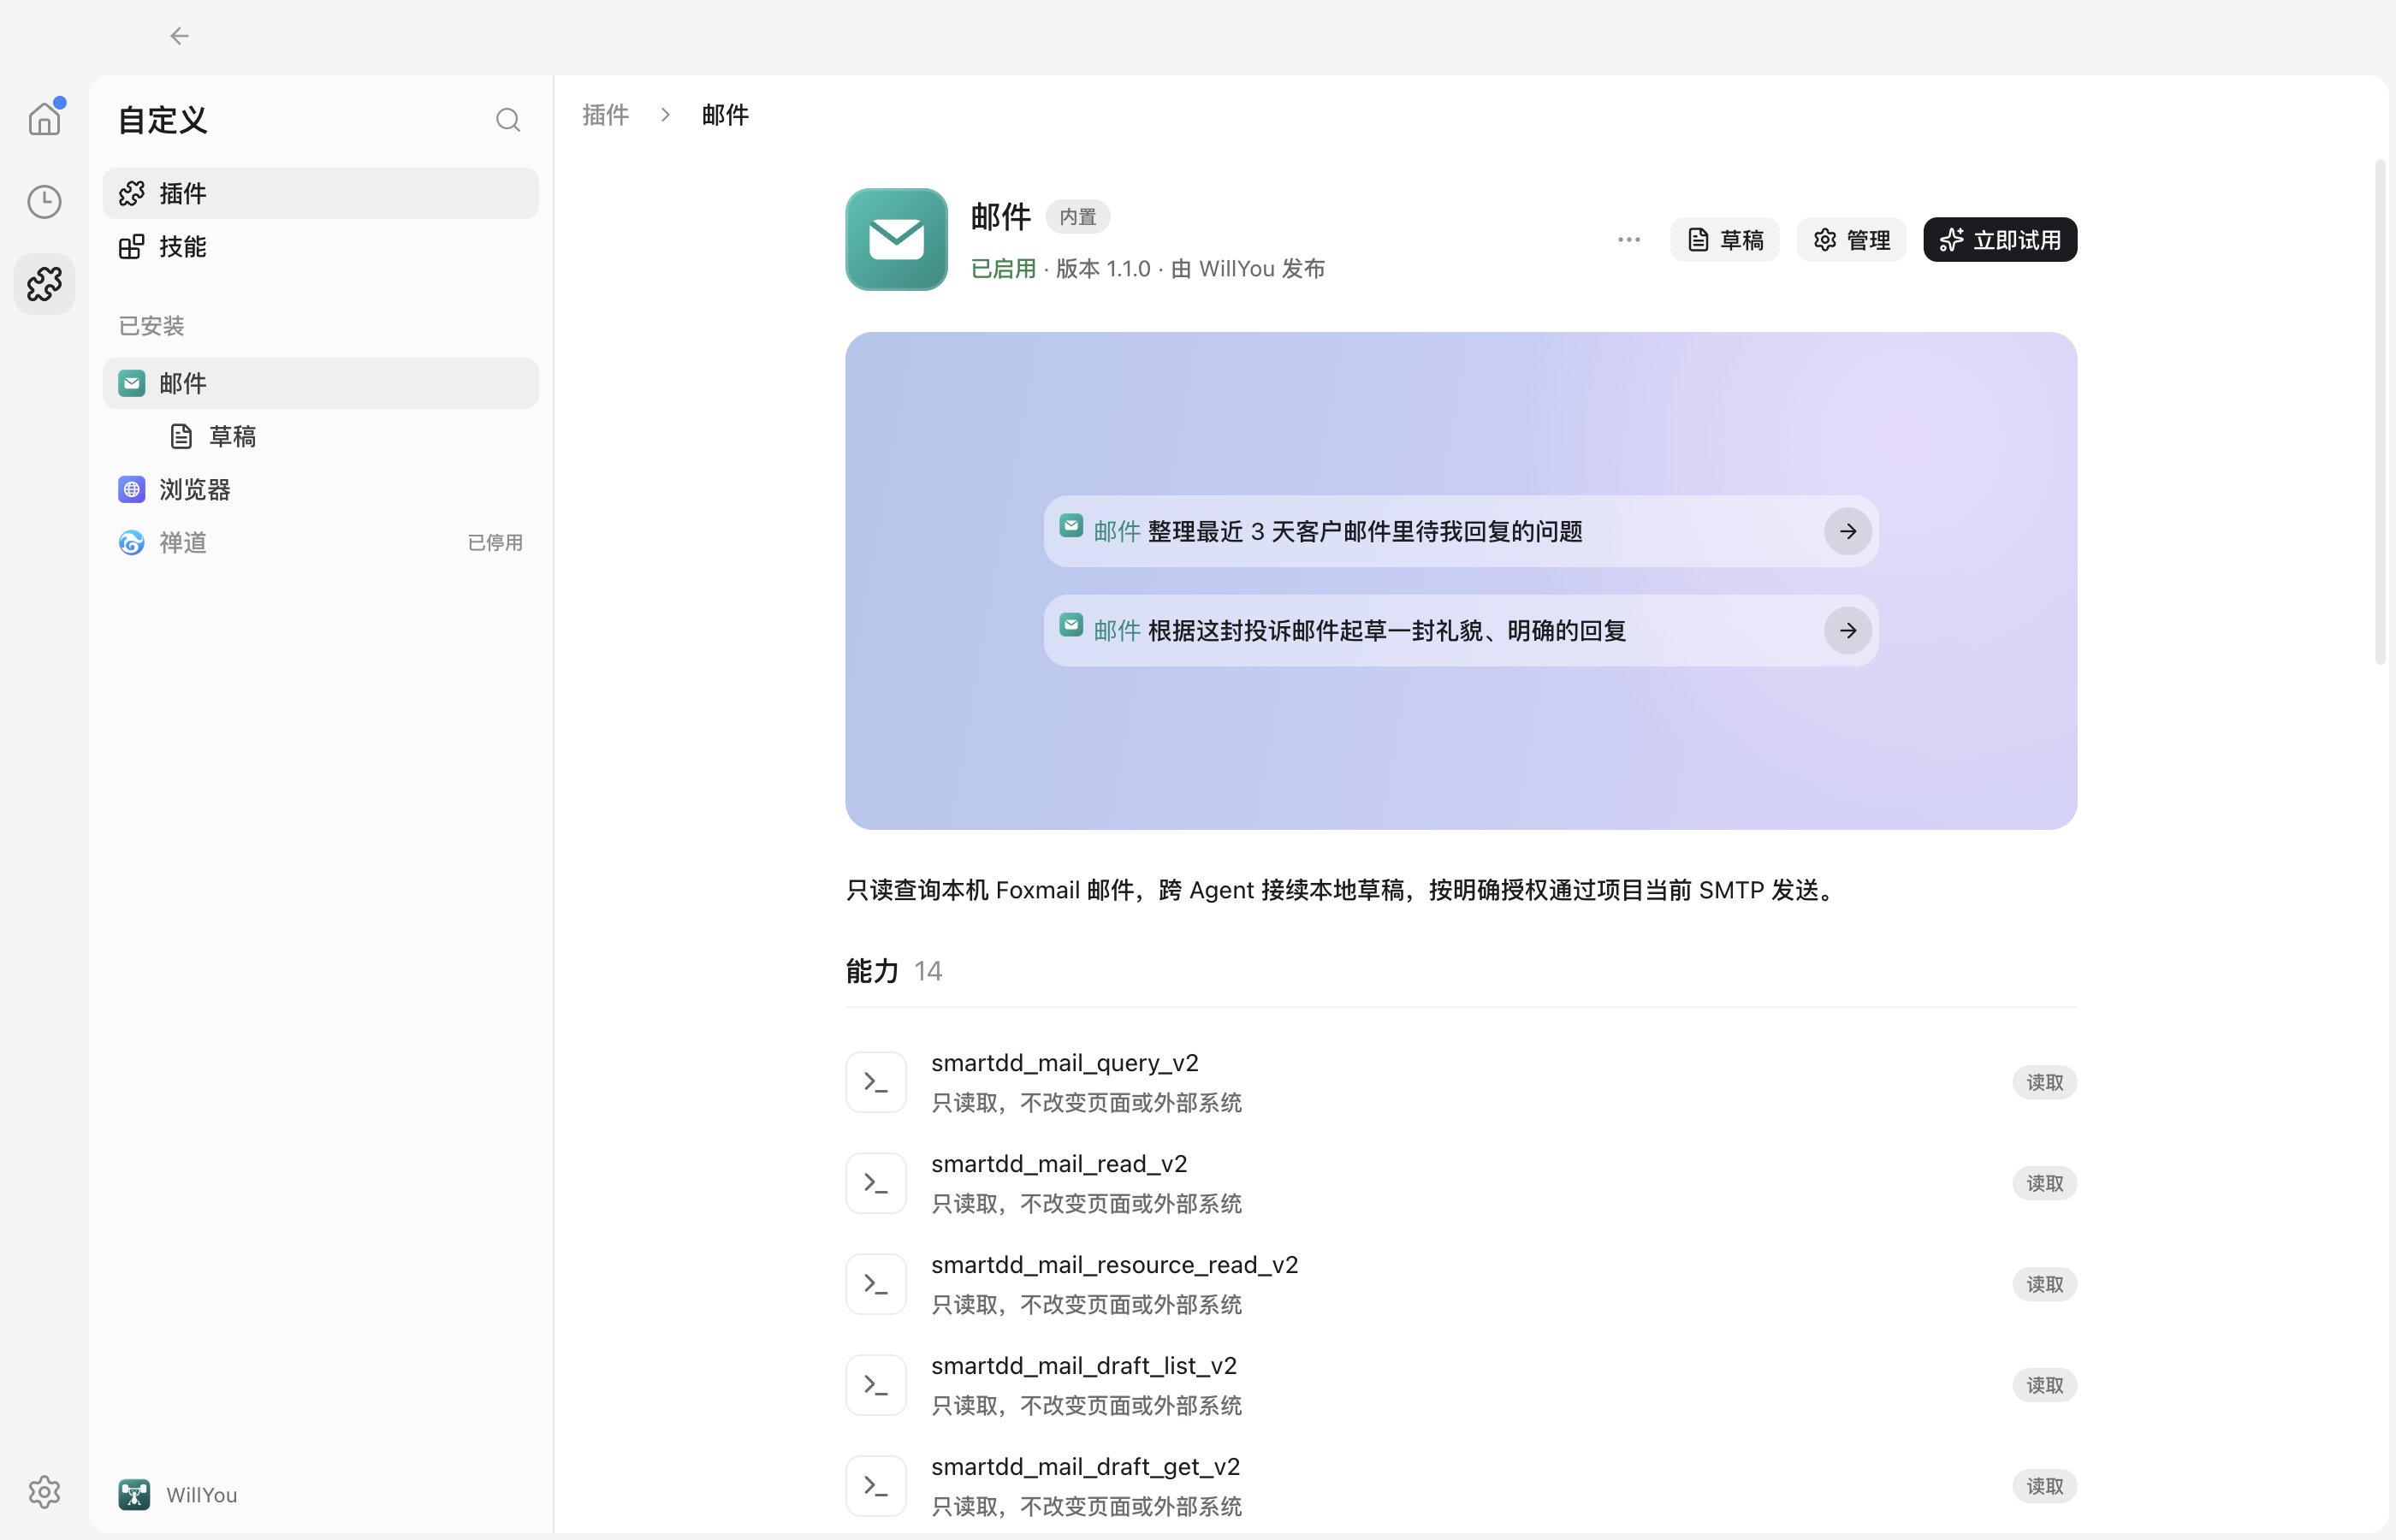 自定义
插件
技能
已安装
邮件
草稿
浏览器
禅道 已停用
WillYou
插件 > 邮件
邮件 内置
已启用 · 版本 1.1.0 · 由 WillYou 发布
草稿 管理 立即试用
邮件 整理最近 3 天客户邮件里待我回复的问题
邮件 根据这封投诉邮件起草一封礼貌、明确的回复
只读查询本机 Foxmail 邮件，跨 Agent 接续本地草稿，按明确授权通过项目当前 SMTP 发送。
能力 14
smartdd_mail_query_v2
只读取，不改变页面或外部系统
读取
smartdd_mail_read_v2
只读取，不改变页面或外部系统
读取
smartdd_mail_resource_read_v2
只读取，不改变页面或外部系统
读取
smartdd_mail_draft_list_v2
只读取，不改变页面或外部系统
读取
smartdd_mail_draft_get_v2
只读取，不改变页面或外部系统
读取